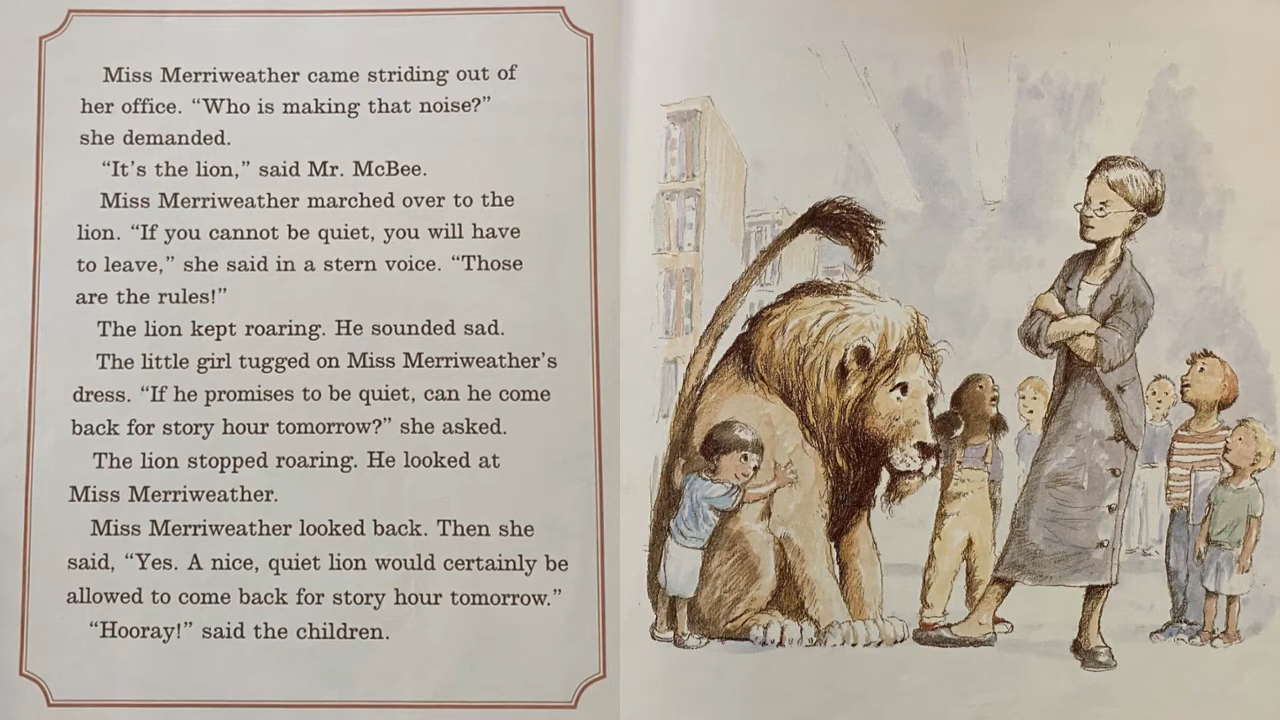 Miss Merriweather came striding out of
her office. “Who is making that noise?”
she demanded.
“It’s the lion,” said Mr. McBee.
Miss Merriweather marched over to the
lion. “If you cannot be quiet, you will have
to leave,” she said in a stern voice. “Those
are the rules!”
The lion kept roaring. He sounded sad.
The little girl tugged on Miss Merriweather’s
dress. “If he promises to be quiet, can he come
back for story hour tomorrow?” she asked.
The lion stopped roaring. He looked at
Miss Merriweather.
Miss Merriweather looked back. Then she
said, “Yes. A nice, quiet lion would certainly be
allowed to come back for story hour tomorrow.”
“Hooray!” said the children.